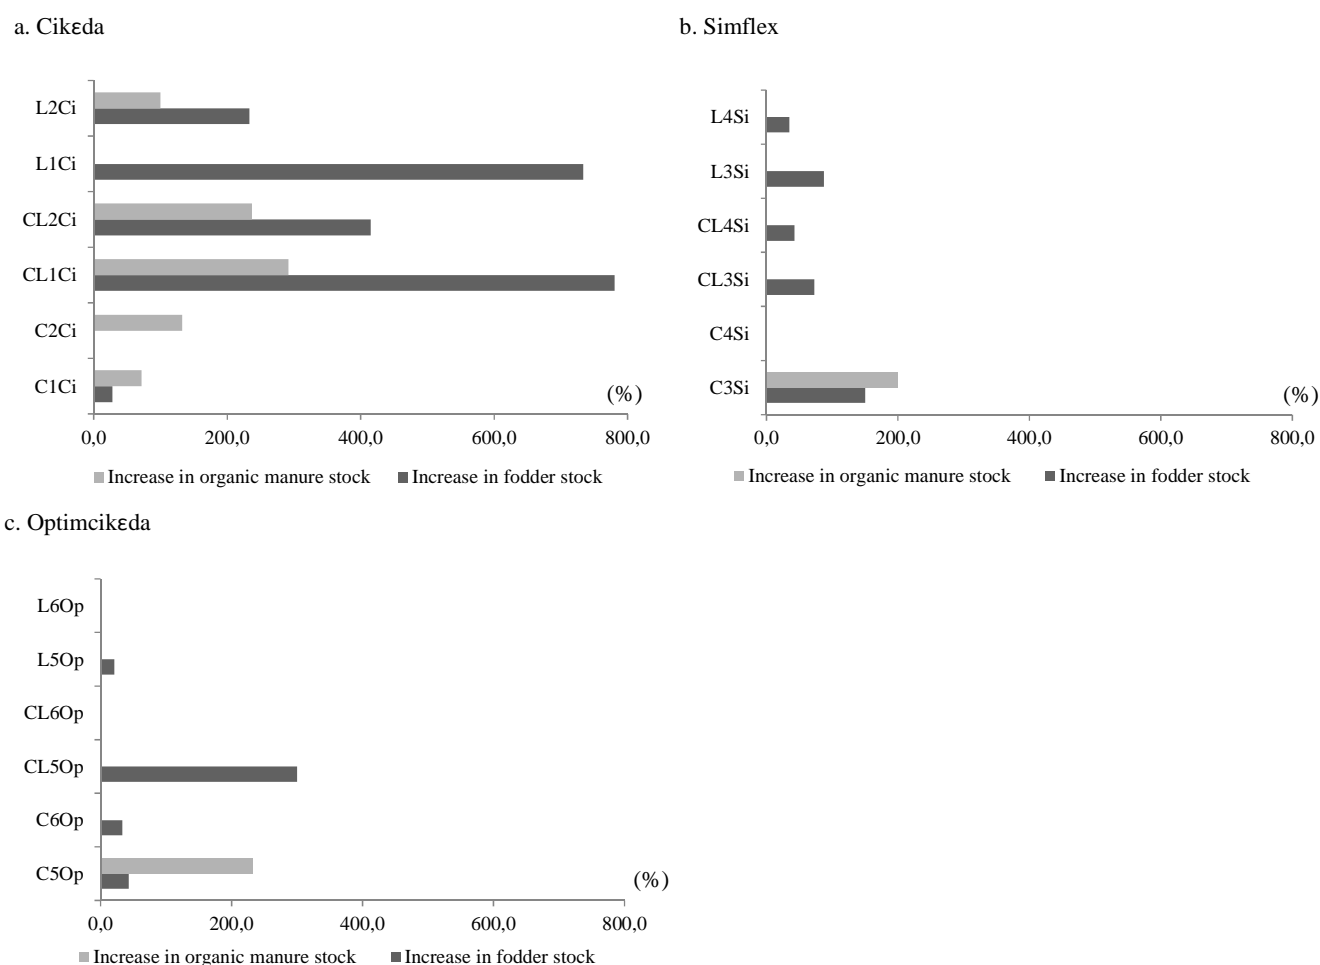 a. Cikɛda
L2Ci
L1Ci
CL2Ci
CL1Ci
C2Ci
C1Ci
(%)
0,0 200,0 400,0 600,0 800,0
Increase in organic manure stock Increase in fodder stock
b. Simflex
L4Si
L3Si
CL4Si
CL3Si
C4Si
C3Si
(%)
0,0 200,0 400,0 600,0 800,0
Increase in organic manure stock Increase in fodder stock
c. Optimcikɛda
L6Op
L5Op
CL6Op
CL5Op
C6Op
C5Op
(%)
0,0 200,0 400,0 600,0 800,0
Increase in organic manure stock Increase in fodder stock